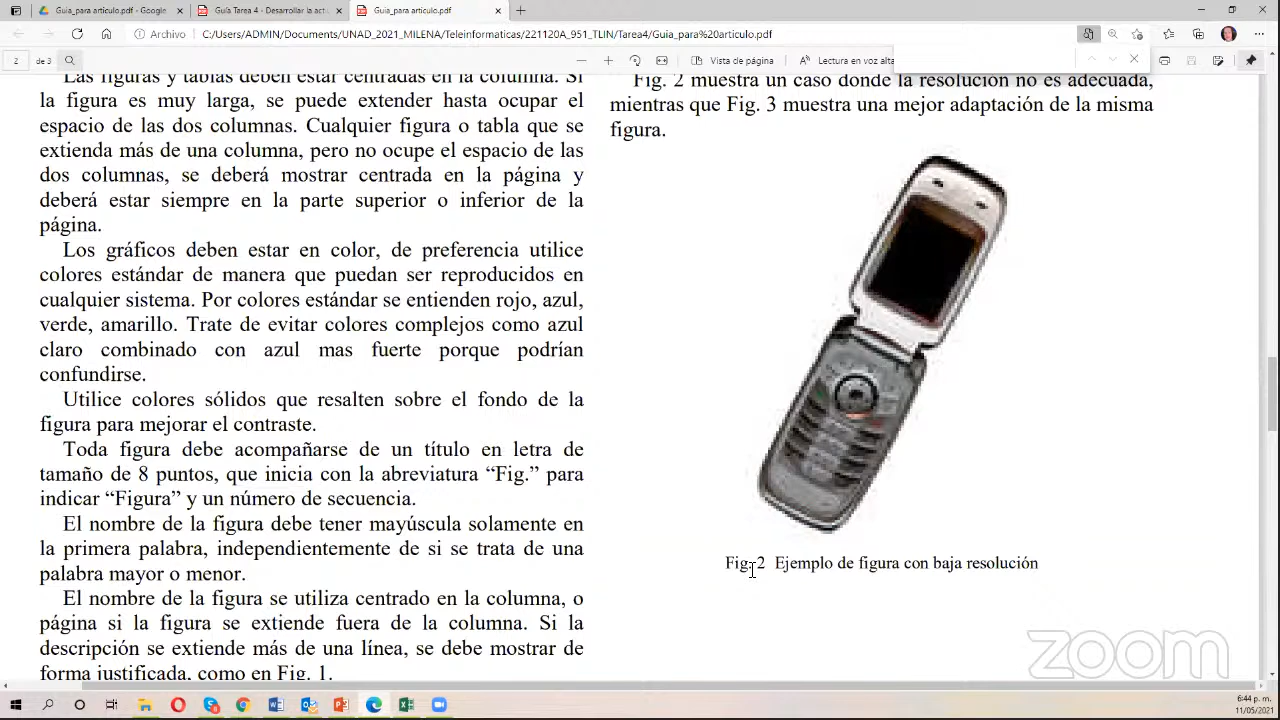 Guia_para articulo.pdf - Google
Guía Tarea 4 - Desarrollar la acti
Guia_para articulo.pdf
Archivo
C:/Users/ADMIN/Documents/UNAD_2021_MILENA/Teleinformaticas/221120A_951_TLIN/Tarea4/Guia_para%20articulo.pdf
2
de 3
Vista de página
Lectura en voz alta
Las figuras y tablas deben estar centradas en la columna. Si
la figura es muy larga, se puede extender hasta ocupar el
espacio de las dos columnas. Cualquier figura o tabla que se
extienda más de una columna, pero no ocupe el espacio de las
dos columnas, se deberá mostrar centrada en la página y
deberá estar siempre en la parte superior o inferior de la
página.
Los gráficos deben estar en color, de preferencia utilice
colores estándar de manera que puedan ser reproducidos en
cualquier sistema. Por colores estándar se entienden rojo, azul,
verde, amarillo. Trate de evitar colores complejos como azul
claro combinado con azul mas fuerte porque podrían
confundirse.
Utilice colores sólidos que resalten sobre el fondo de la
figura para mejorar el contraste.
Toda figura debe acompañarse de un título en letra de
tamaño de 8 puntos, que inicia con la abreviatura “Fig.” para
indicar “Figura” y un número de secuencia.
El nombre de la figura debe tener mayúscula solamente en
la primera palabra, independientemente de si se trata de una
palabra mayor o menor.
El nombre de la figura se utiliza centrado en la columna, o
página si la figura se extiende fuera de la columna. Si la
descripción se extiende más de una línea, se debe mostrar de
forma justificada, como en Fig. 1.
Fig. 2 muestra un caso donde la resolución no es adecuada,
mientras que Fig. 3 muestra una mejor adaptación de la misma
figura.
Fig. 2 Ejemplo de figura con baja resolución
zoom
6:44 p. m.
11/05/2021